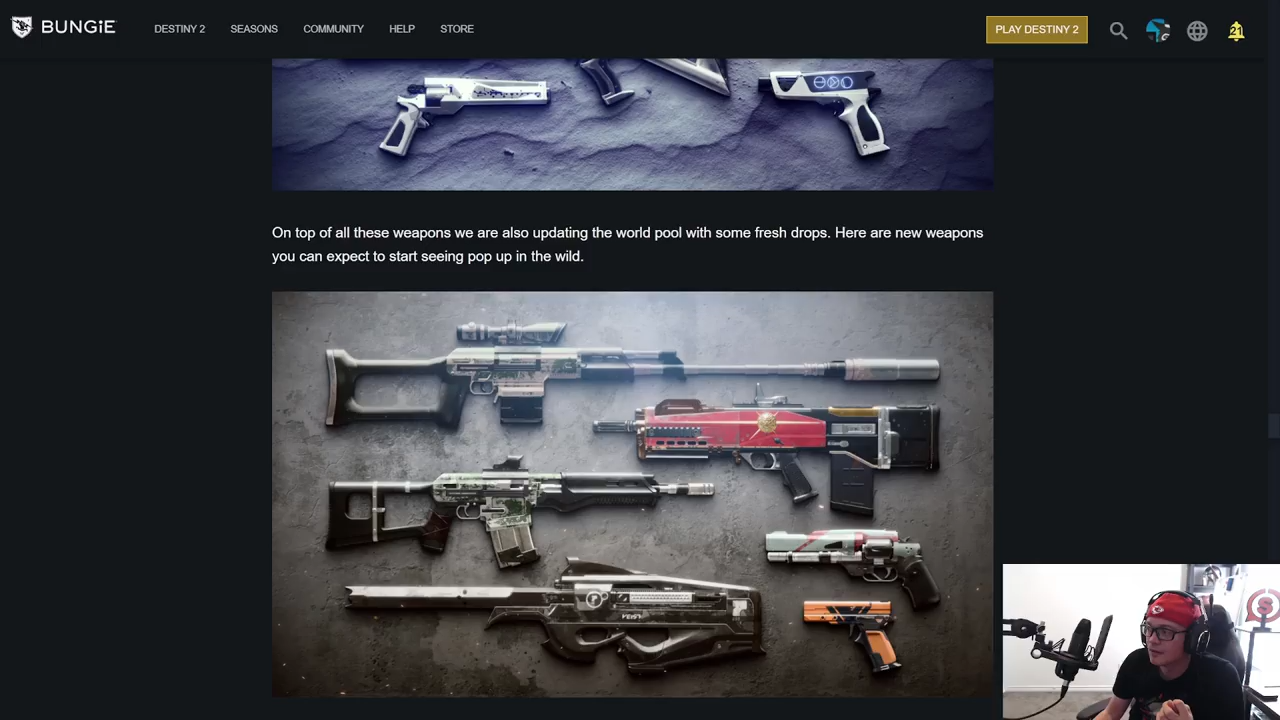 BUNGiE
DESTINY 2 SEASONS COMMUNITY HELP STORE
PLAY DESTINY 2
21
On top of all these weapons we are also updating the world pool with some fresh drops. Here are new weapons
you can expect to start seeing pop up in the wild.
VEIST